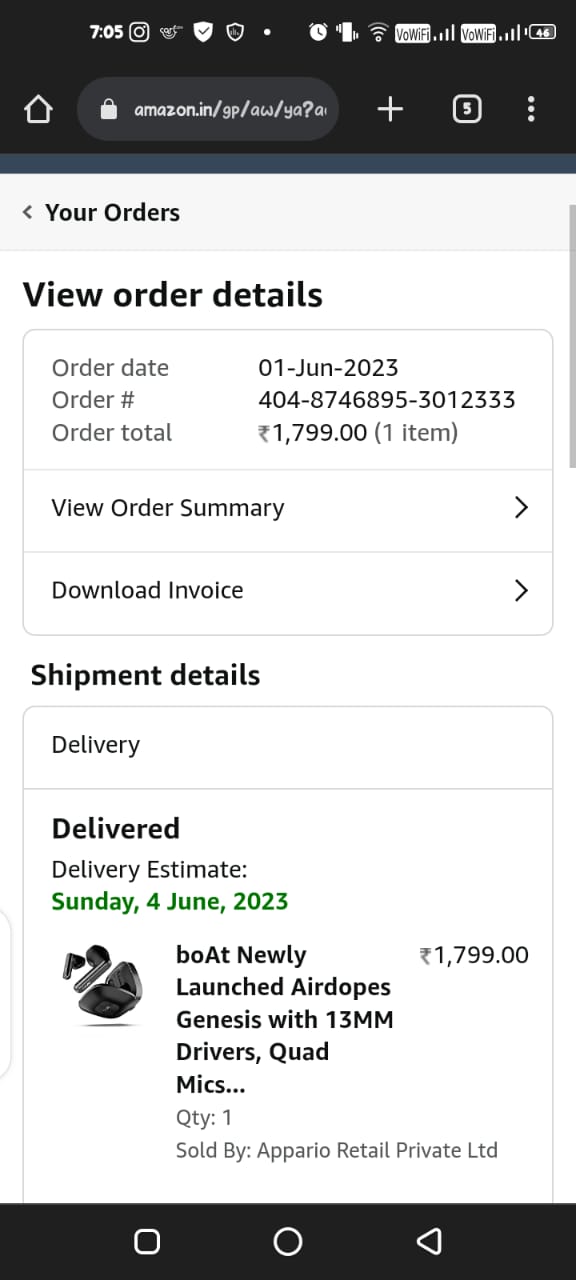 7:05
VoWiFi
VoWiFi
46
amazon.in/gp/aw/ya?a
5
Your Orders
View order details
Order date 01-Jun-2023
Order # 404-8746895-3012333
Order total ₹1,799.00 (1 item)
View Order Summary
Download Invoice
Shipment details
Delivery
Delivered
Delivery Estimate:
Sunday, 4 June, 2023
boAt Newly ₹1,799.00
Launched Airdopes
Genesis with 13MM
Drivers, Quad
Mics...
Qty: 1
Sold By: Appario Retail Private Ltd